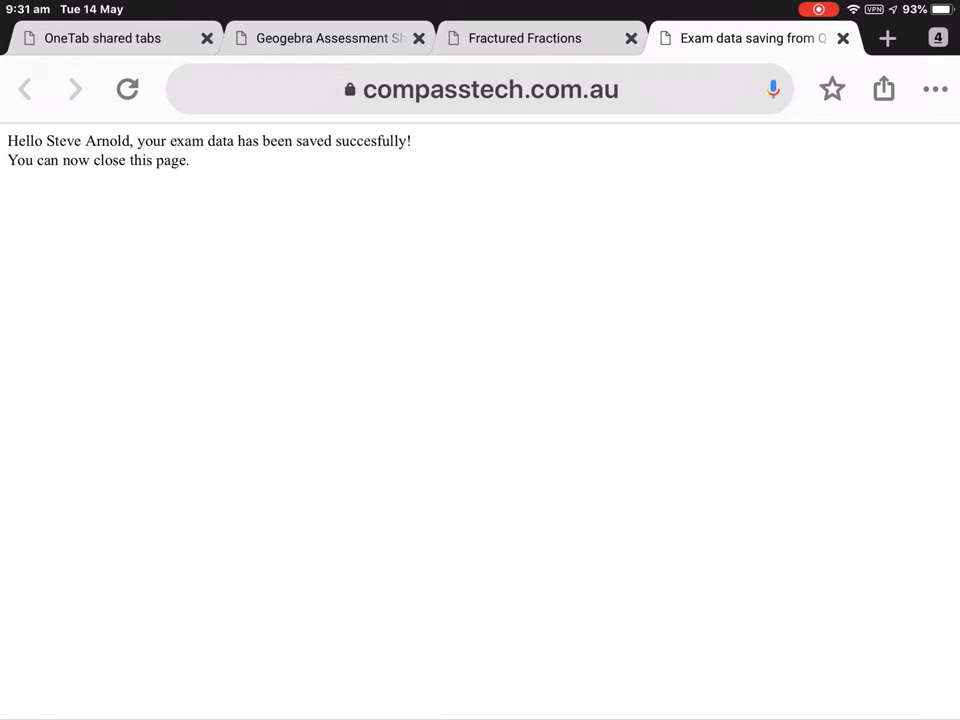 9:31 am Tue 14 May VPN 93%
OneTab shared tabs Geogebra Assessment Sh Fractured Fractions Exam data saving from Q 4
compasstech.com.au
Hello Steve Arnold, your exam data has been saved succesfully!
You can now close this page.